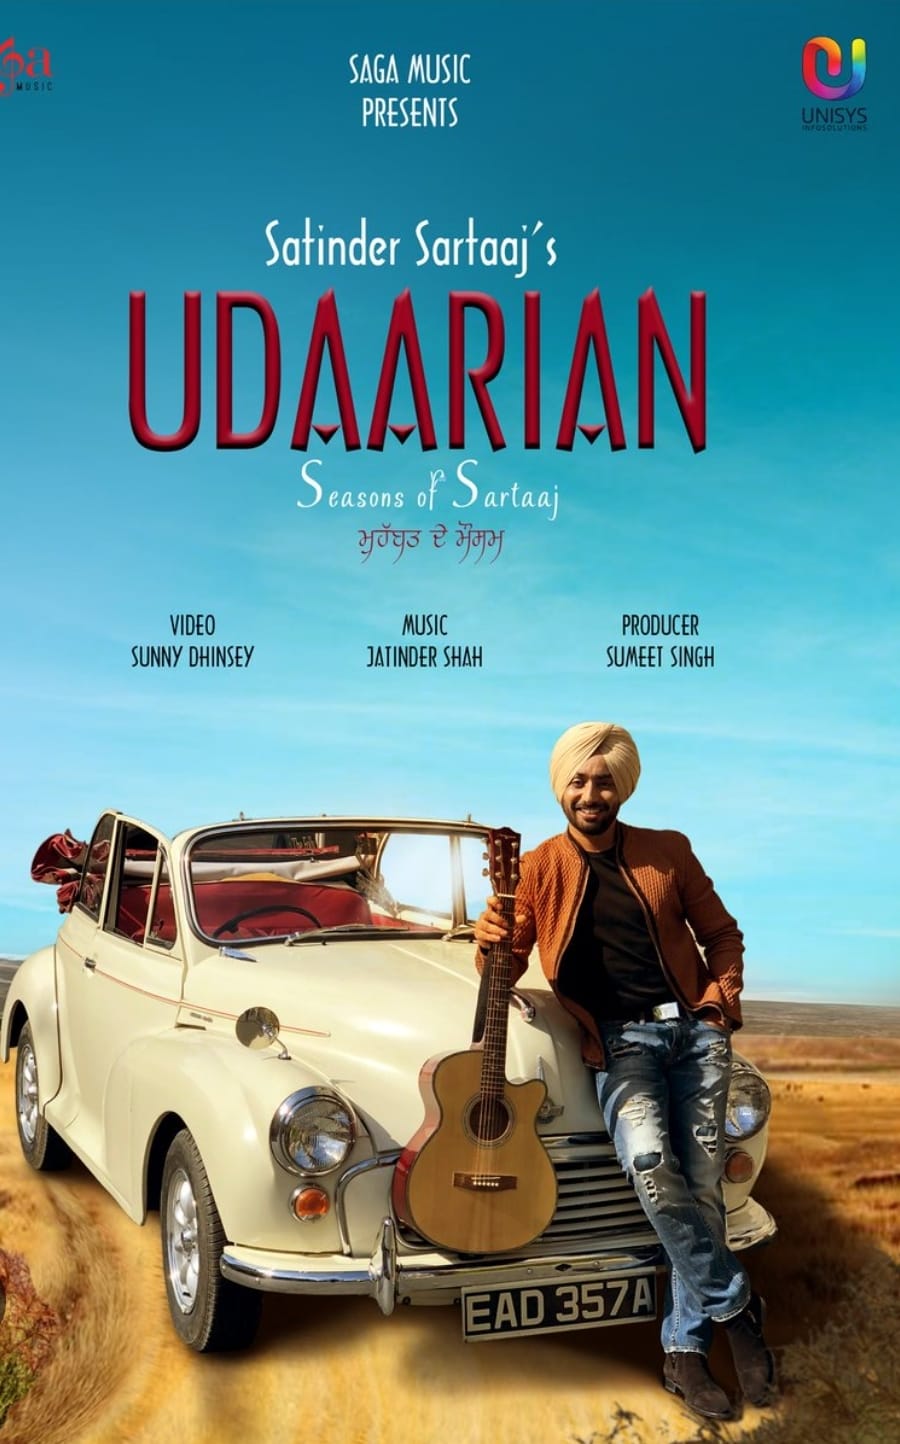 MUSIC
SAGA MUSIC
PRESENTS
UNISYS
INFOSOLUTIONS
Satinder Sartaaj's
UDAARIAN
Seasons of Sartaaj
ਮੁਹੱਬਤ ਦੇ ਮੌਸਮ
VIDEO
SUNNY DHINSEY
MUSIC
JATINDER SHAH
PRODUCER
SUMEET SINGH
EAD 357A